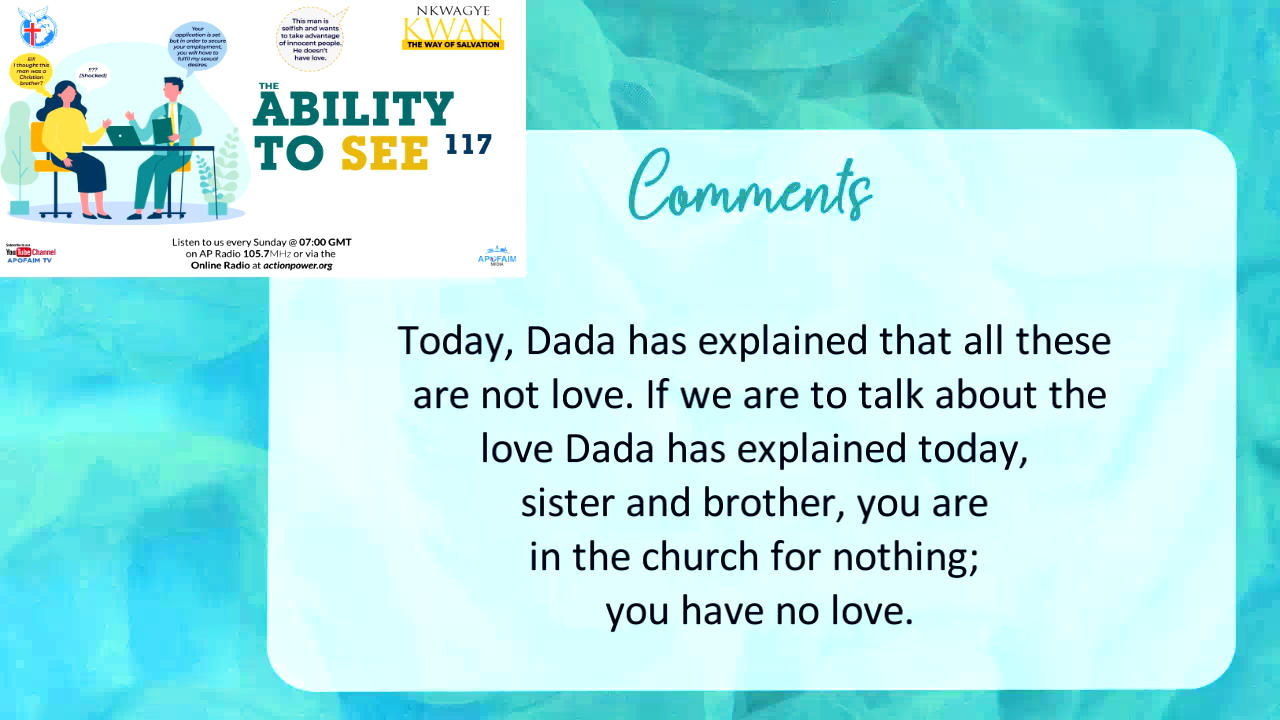 Your
application is set
but in order to secure
your employment,
you will have to
fulfil my sexual
desires.
This man is
selfish and wants
to take advantage
of innocent people.
He doesn't
have love.
NKWAGYE
KWAN
THE WAY OF SALVATION
Eii!
I thought this
man was a
Christian
brother?
!!???
(Shocked)
THE
ABILITY
TO SEE 117
Listen to us every Sunday @ 07:00 GMT
on AP Radio 105.7MHz or via the
Online Radio at actionpower.org
Subscribe to our
YouTube Channel
APOFAIM TV
APOFAIM
MEDIA
Comments
Today, Dada has explained that all these
are not love. If we are to talk about the
love Dada has explained today,
sister and brother, you are
in the church for nothing;
you have no love.